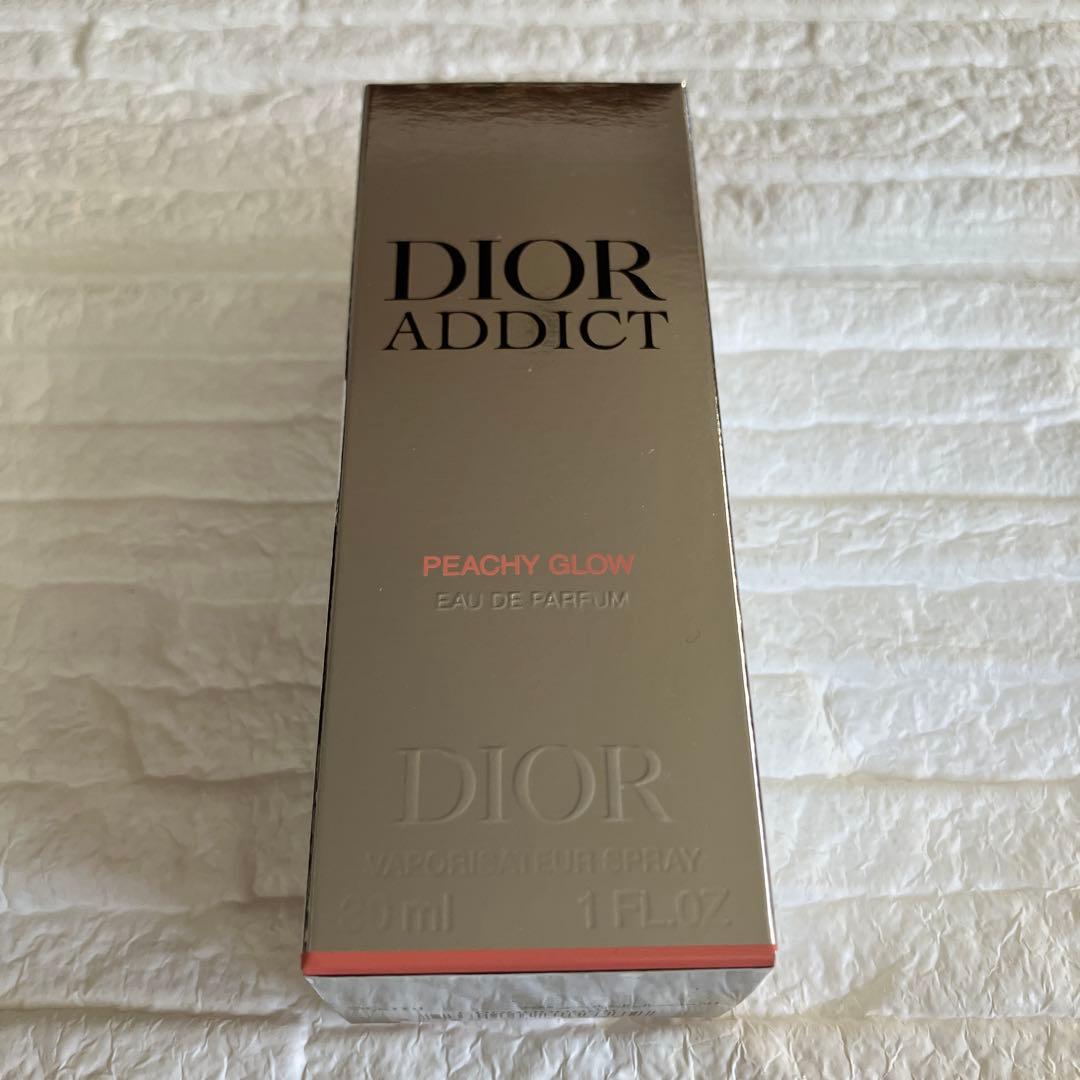 DIOR
ADDICT
PEACHY GLOW
EAU DE PARFUM
DIOR
VAPORISATEUR SPRAY
30 ml 1 FL.OZ.